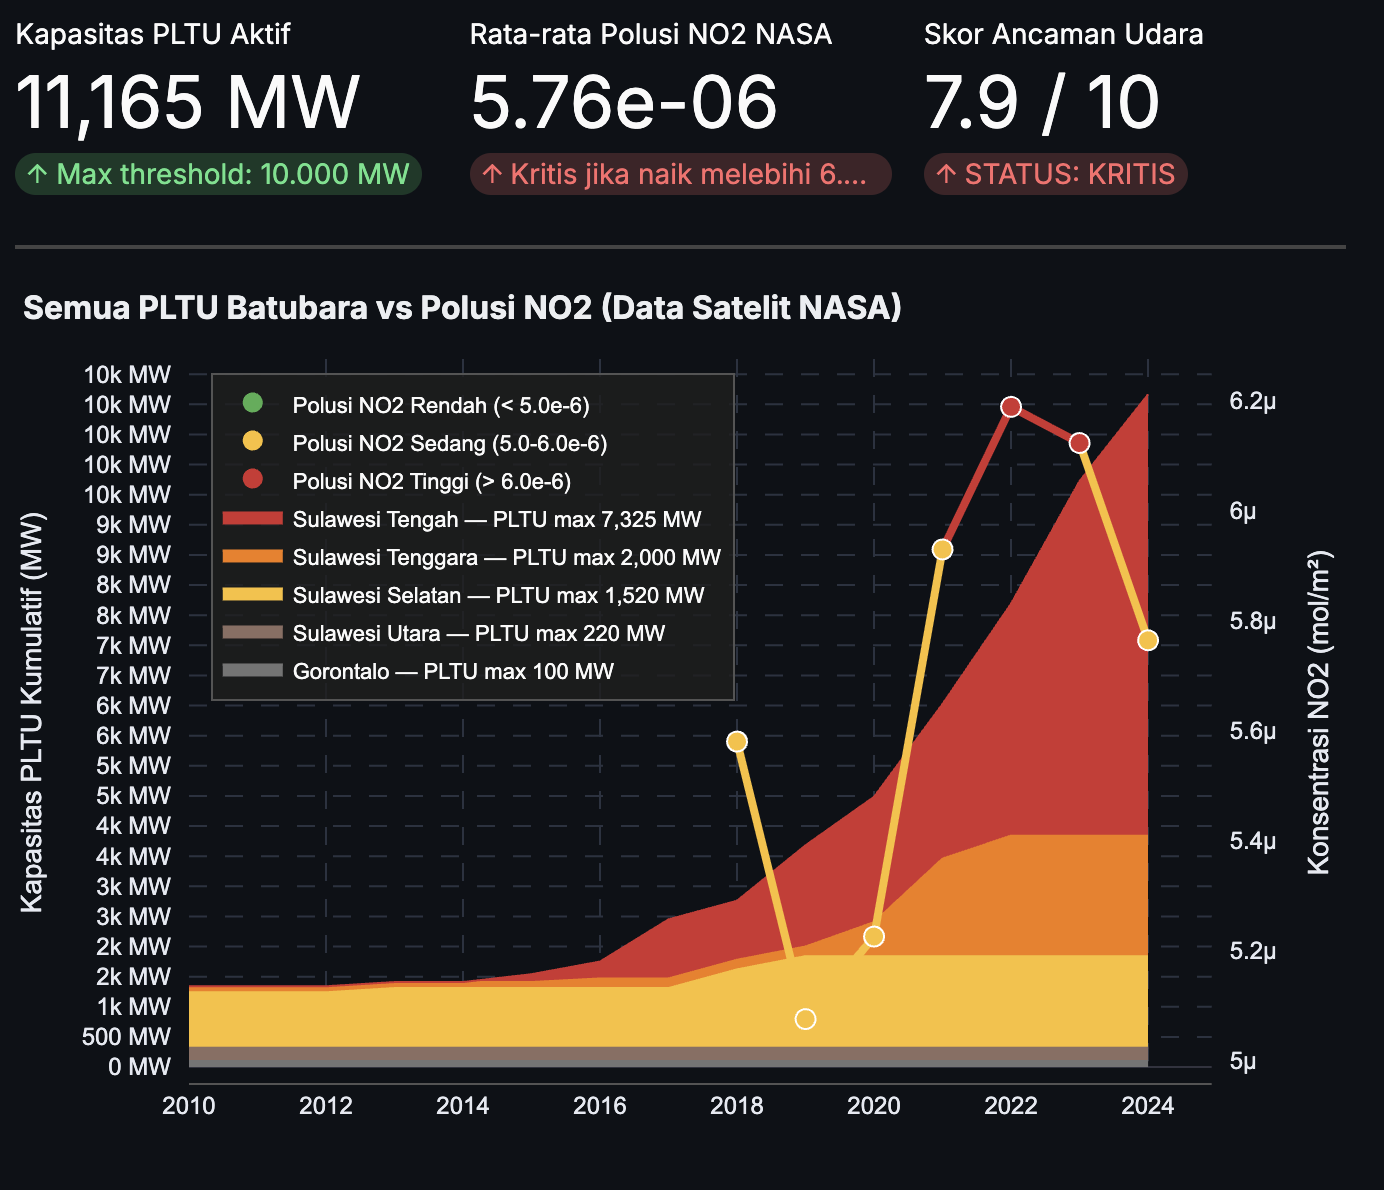 Kapasitas PLTU Aktif
11,165 MW
↑ Max threshold: 10.000 MW
Rata-rata Polusi NO2 NASA
5.76e-06
↑ Kritis jika naik melebihi 6....
Skor Ancaman Udara
7.9 / 10
↑ STATUS: KRITIS
Semua PLTU Batubara vs Polusi NO2 (Data Satelit NASA)
Kapasitas PLTU Kumulatif (MW)
10k MW
10k MW
10k MW
10k MW
10k MW
9k MW
9k MW
8k MW
8k MW
7k MW
7k MW
6k MW
6k MW
5k MW
5k MW
4k MW
4k MW
3k MW
3k MW
2k MW
2k MW
1k MW
500 MW
0 MW
Polusi NO2 Rendah (< 5.0e-6)
Polusi NO2 Sedang (5.0-6.0e-6)
Polusi NO2 Tinggi (> 6.0e-6)
Sulawesi Tengah — PLTU max 7,325 MW
Sulawesi Tenggara — PLTU max 2,000 MW
Sulawesi Selatan — PLTU max 1,520 MW
Sulawesi Utara — PLTU max 220 MW
Gorontalo — PLTU max 100 MW
6.2µ
6µ
5.8µ
5.6µ
5.4µ
5.2µ
5µ
Konsentrasi NO2 (mol/m²)
2010
2012
2014
2016
2018
2020
2022
2024